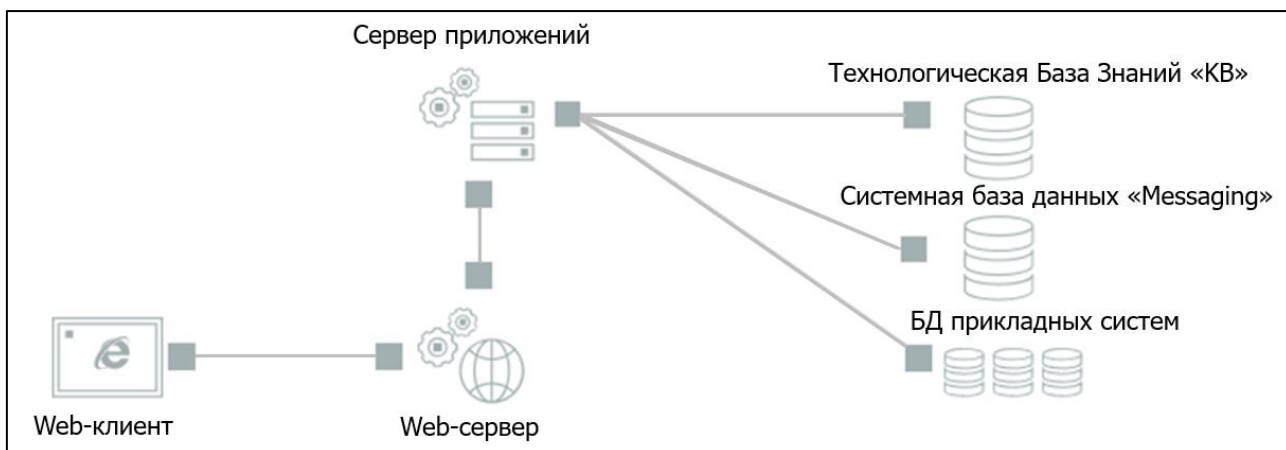 Сервер приложений
Технологическая База Знаний «KB»
Системная база данных «Messaging»
БД прикладных систем
Web-клиент
Web-сервер